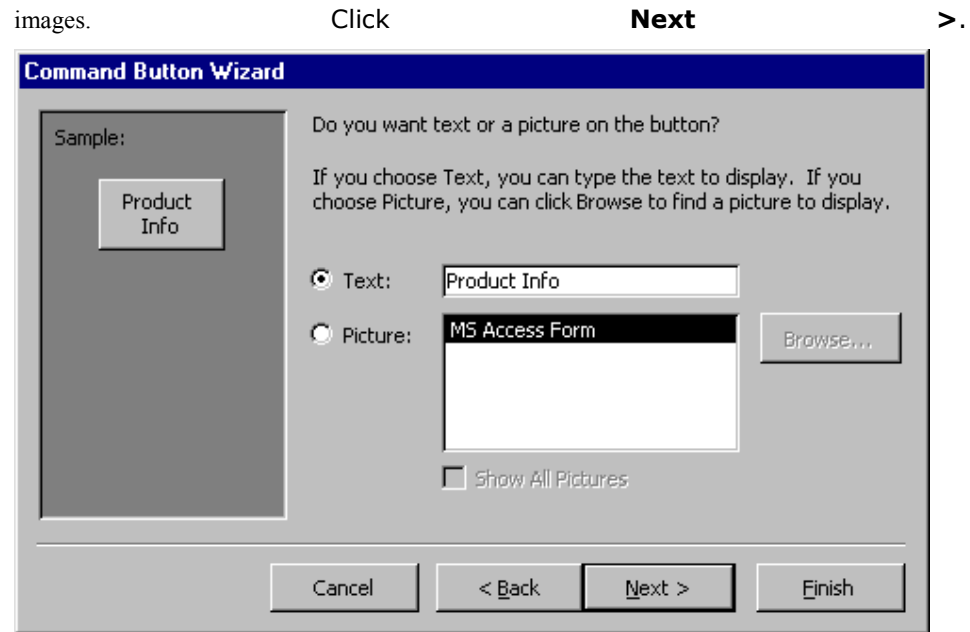 images. Click Next >.
Command Button Wizard
Sample:
Product
Info
Do you want text or a picture on the button?
If you choose Text, you can type the text to display. If you
choose Picture, you can click Browse to find a picture to display.
Text: Product Info
Picture: MS Access Form
Browse...
Show All Pictures
Cancel < Back Next > Finish